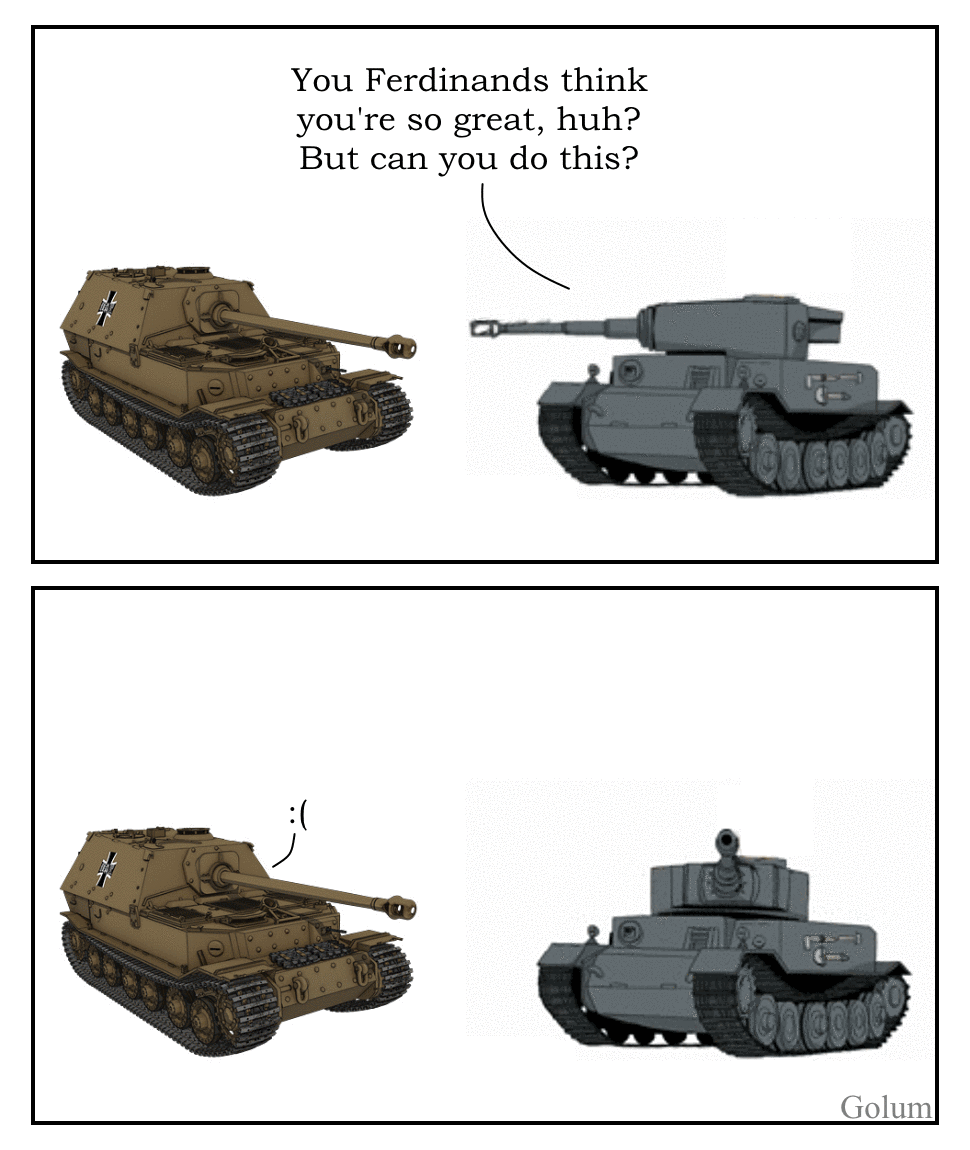 You Ferdinands think
you're so great, huh?
But can you do this?
:(
Golum